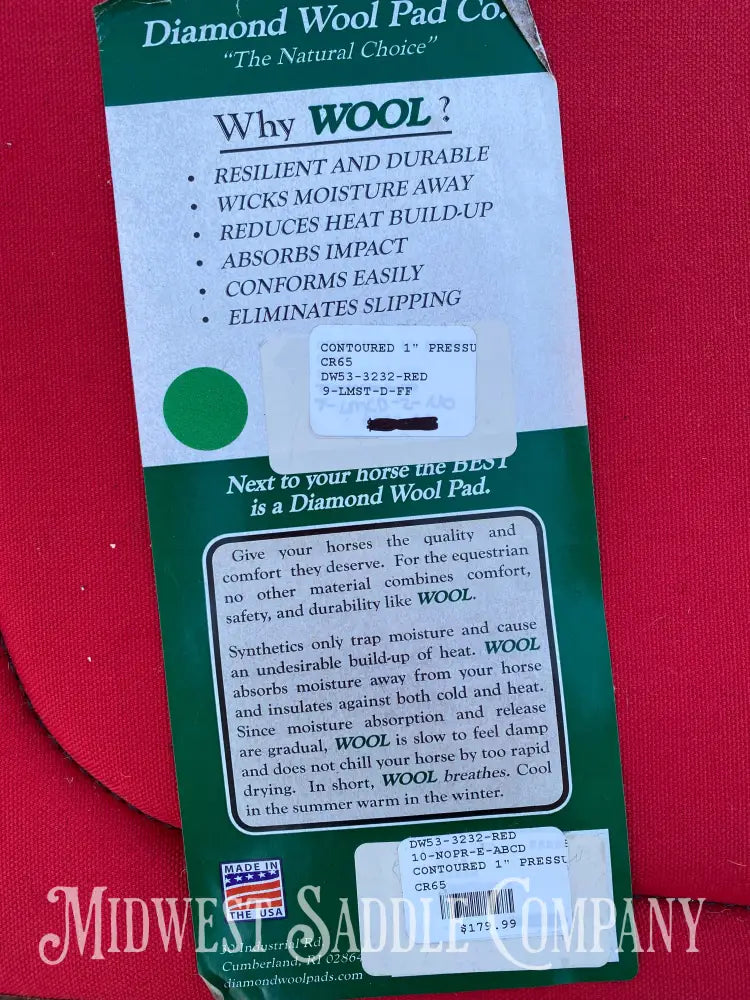 Diamond Wool Pad Co.
"The Natural Choice"
Why WOOL?
• RESILIENT AND DURABLE
• WICKS MOISTURE AWAY
• REDUCES HEAT BUILD-UP
• ABSORBS IMPACT
• CONFORMS EASILY
• ELIMINATES SLIPPING
CONTOURED 1" PRESSU
CR65
DW53-3232-RED
9-LMST-D-FF
Next to your horse the BEST
is a Diamond Wool Pad.
Give your horses the quality and
comfort they deserve. For the equestrian
no other material combines comfort,
safety, and durability like WOOL.
Synthetics only trap moisture and cause
an undesirable build-up of heat. WOOL
absorbs moisture away from your horse
and insulates against both cold and heat.
Since moisture absorption and release
are gradual, WOOL is slow to feel damp
and does not chill your horse by too rapid
drying. In short, WOOL breathes. Cool
in the summer warm in the winter.
DW53-3232-RED
10-NOPR-E-ABCD
CONTOURED 1" PRESSU
CR65
$179.99
MADE IN
THE USA
MIDWEST SADDLE COMPANY
Industrial Rd
Cumberland, RI 0286
diamondwoolpads.com